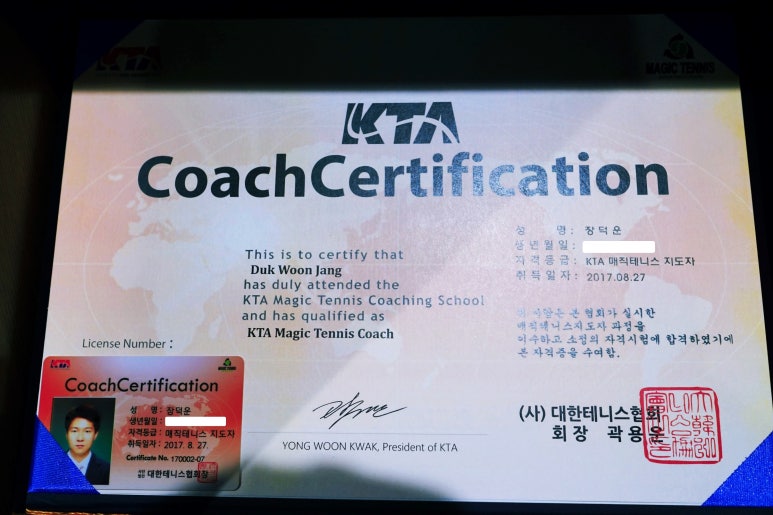 KTA
MAGIC TENNIS
KTA
CoachCertification
This is to certify that
Duk Woon Jang
has duly attended the
KTA Magic Tennis Coaching School
and has qualified as
KTA Magic Tennis Coach
성 명 : 장덕운
생년월일 :
자격등급 : KTA 매직테니스 지도자
취득일자 : 2017.08.27
이 사람은 본 협회가 실시한
매직테니스지도자 과정을
이수하고 소정의 자격시험에 합격하였기에
본 자격증을 수여함.
License Number :
KTA
MAGIC TENNIS
CoachCertification
성 명 : 장덕운
생년월일 :
자격등급 : 매직테니스 지도자
취득일자 : 2017. 8. 27.
Certificate No. 170002-07
대한테니스협회장
YONG WOON KWAK, President of KTA
(사) 대한테니스협회
회 장 곽 용 운